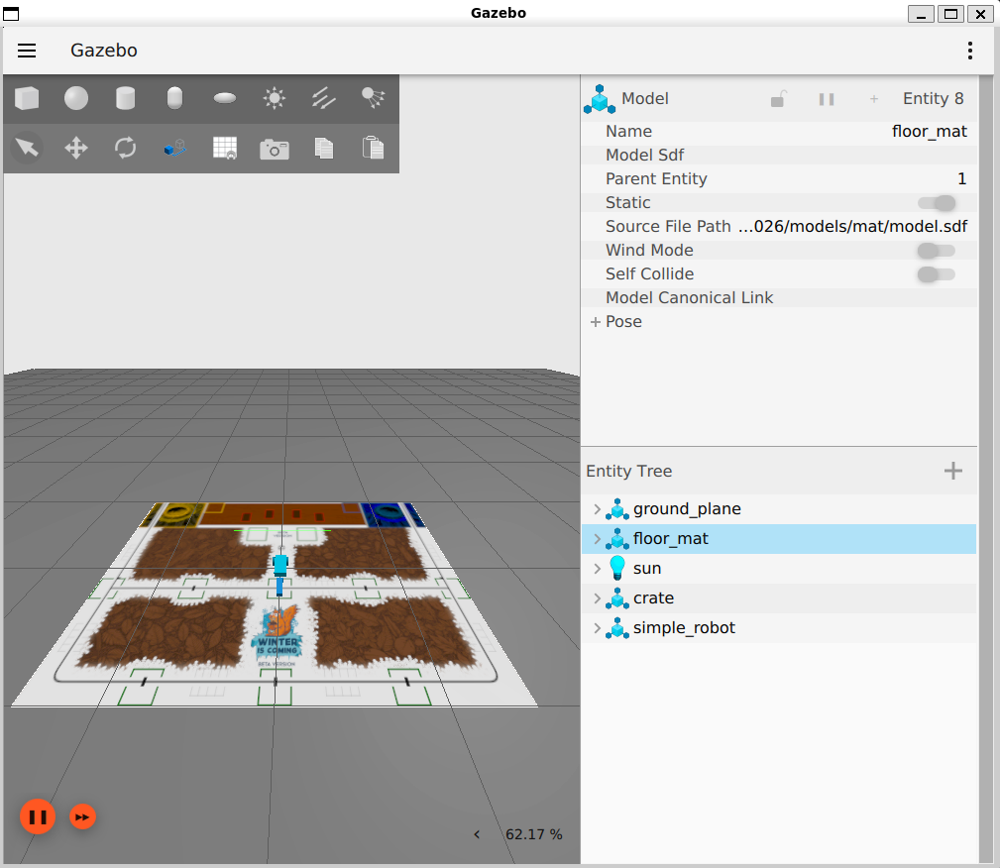 Gazebo
Gazebo
Model
Entity 8
Name
floor_mat
Model Sdf
Parent Entity
1
Static
Source File Path
...026/models/mat/model.sdf
Wind Mode
Self Collide
Model Canonical Link
Pose
Entity Tree
ground_plane
floor_mat
sun
crate
simple_robot
WINTER
IS COMING
BETA VERSION
62.17 %